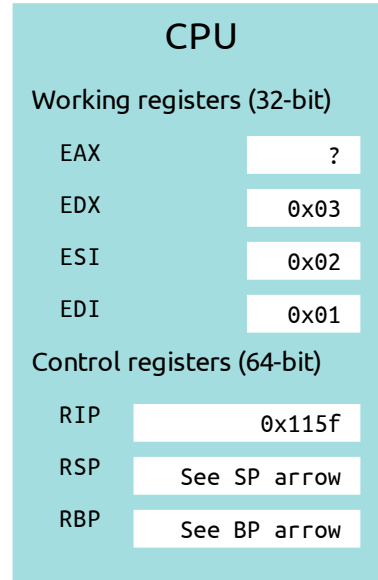 CPU
Working registers (32-bit)
EAX ?
EDX 0x03
ESI 0x02
EDI 0x01
Control registers (64-bit)
RIP 0x115f
RSP See SP arrow
RBP See BP arrow